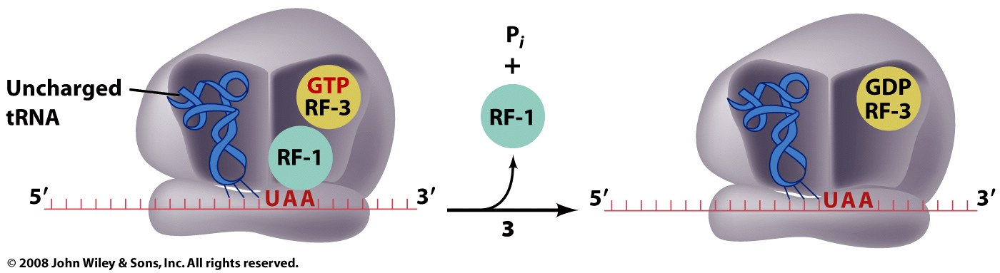 Uncharged
tRNA
GTP
RF-3
RF-1
UAA
5′
3′
P i
+
RF-1
3
GDP
RF-3
UAA
5′
3′
© 2008 John Wiley & Sons, Inc. All rights reserved.